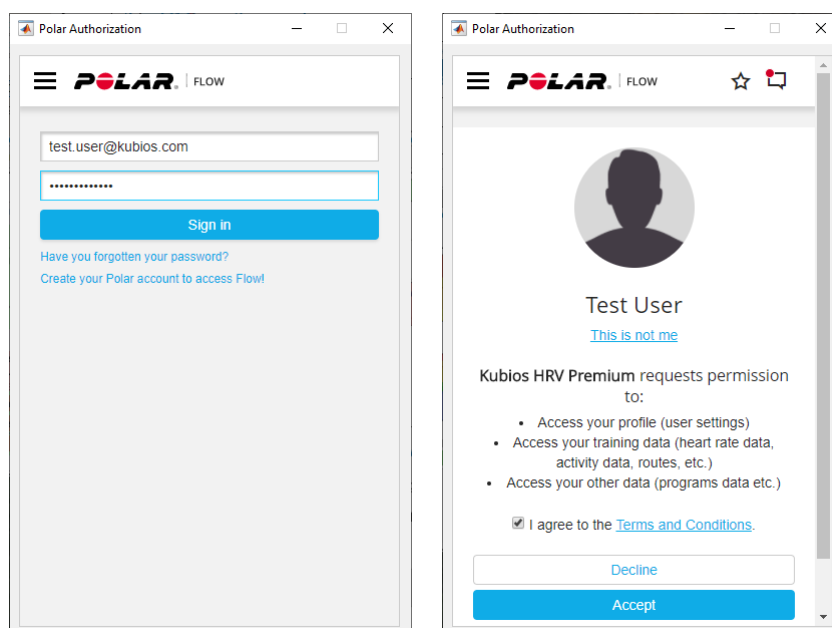 Polar Authorization
POLAR. FLOW
test.user@kubios.com
•••••••••••••
Sign in
Have you forgotten your password?
Create your Polar account to access Flow!
Polar Authorization
POLAR. FLOW
Test User
This is not me
Kubios HRV Premium requests permission
to:
• Access your profile (user settings)
• Access your training data (heart rate data,
activity data, routes, etc.)
• Access your other data (programs data etc.)
I agree to the Terms and Conditions.
Decline
Accept